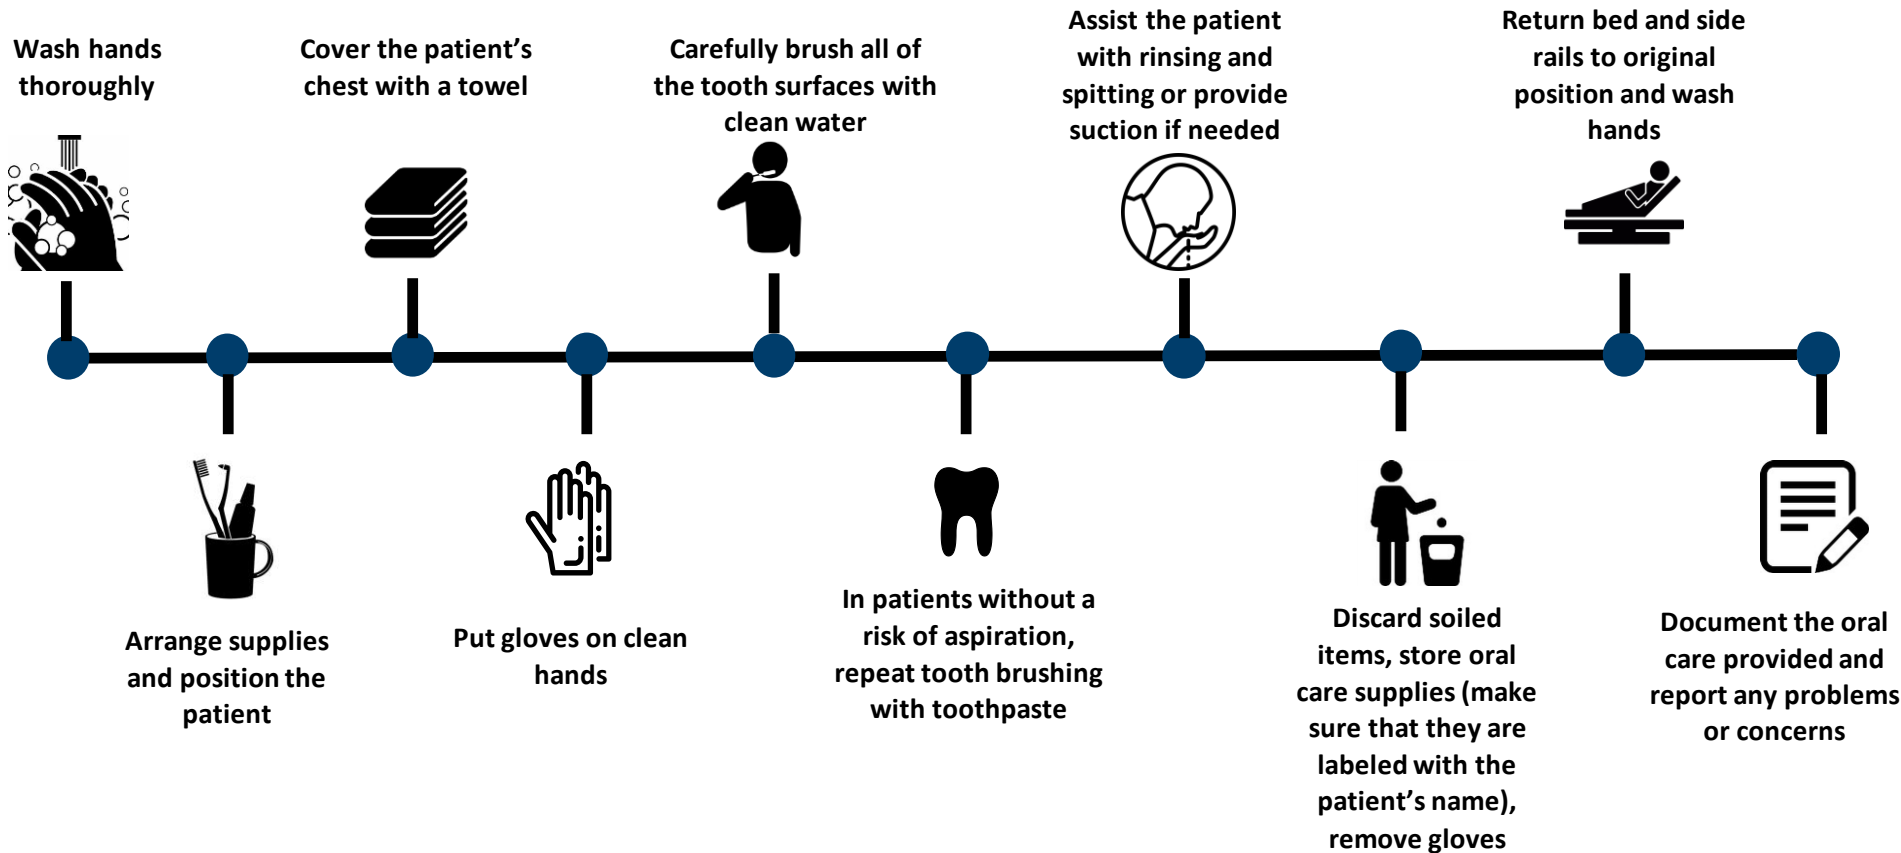 Wash hands
thoroughly
Arrange supplies
and position the
patient
Cover the patient’s
chest with a towel
Put gloves on clean
hands
Carefully brush all of
the tooth surfaces with
clean water
In patients without a
risk of aspiration,
repeat tooth brushing
with toothpaste
Assist the patient
with rinsing and
spitting or provide
suction if needed
Discard soiled
items, store oral
care supplies (make
sure that they are
labeled with the
patient’s name),
remove gloves
Return bed and side
rails to original
position and wash
hands
Document the oral
care provided and
report any problems
or concerns